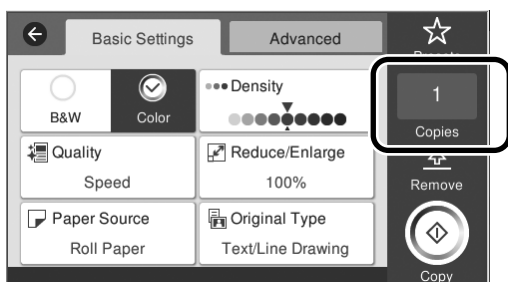 Basic Settings
Advanced
B&W
Color
Density
Quality
Speed
Reduce/Enlarge
100%
Paper Source
Roll Paper
Original Type
Text/Line Drawing
1
Copies
Remove
Copy